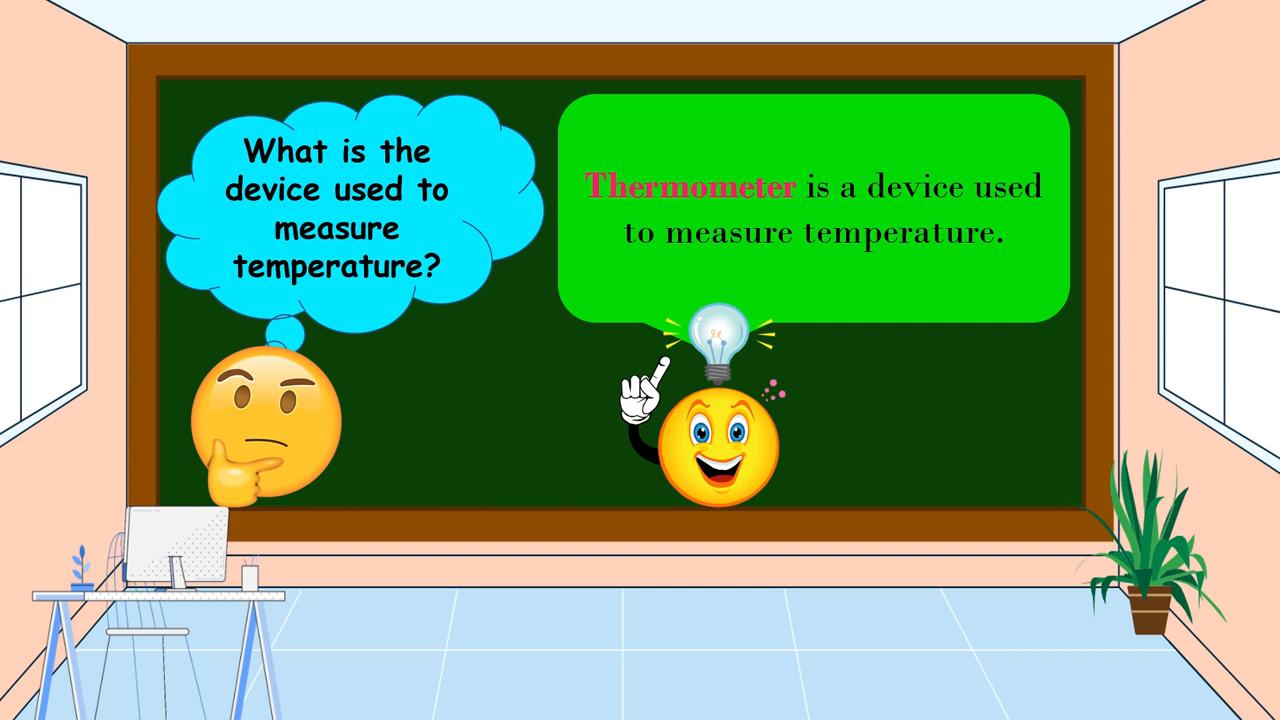 What is the
device used to
measure
temperature?
Thermometer is a device used
to measure temperature.